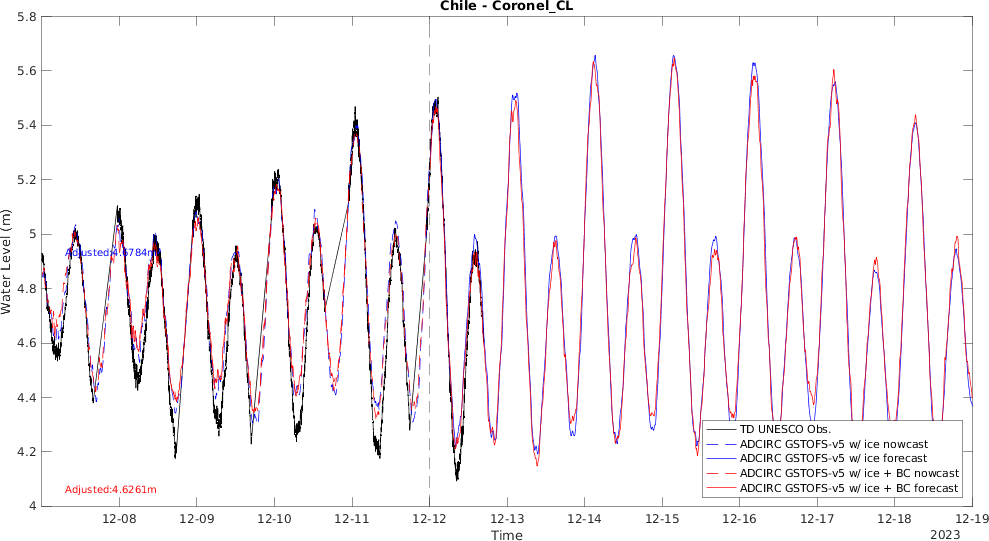 Chile - Coronel_CL
Water Level (m)
5.8
5.6
5.4
5.2
5
4.8
4.6
4.4
4.2
4
Adjusted:4.6784m
Adjusted:4.6261m
TD UNESCO Obs.
ADCIRC GSTOFS-v5 w/ ice nowcast
ADCIRC GSTOFS-v5 w/ ice forecast
ADCIRC GSTOFS-v5 w/ ice + BC nowcast
ADCIRC GSTOFS-v5 w/ ice + BC forecast
12-08 12-09 12-10 12-11 12-12 12-13 12-14 12-15 12-16 12-17 12-18 12-19
Time
2023